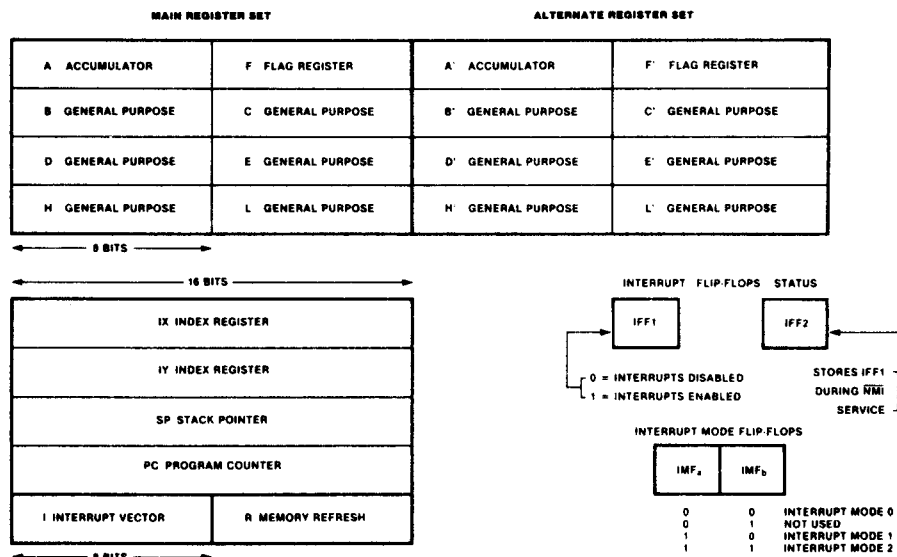 MAIN REGISTER SET
ALTERNATE REGISTER SET
A ACCUMULATOR
F FLAG REGISTER
A' ACCUMULATOR
F' FLAG REGISTER
B GENERAL PURPOSE
C GENERAL PURPOSE
B' GENERAL PURPOSE
C' GENERAL PURPOSE
D GENERAL PURPOSE
E GENERAL PURPOSE
D' GENERAL PURPOSE
E' GENERAL PURPOSE
H GENERAL PURPOSE
L GENERAL PURPOSE
H' GENERAL PURPOSE
L' GENERAL PURPOSE
8 BITS
16 BITS
IX INDEX REGISTER
IY INDEX REGISTER
SP STACK POINTER
PC PROGRAM COUNTER
I INTERRUPT VECTOR
R MEMORY REFRESH
8 BITS
INTERRUPT FLIP-FLOPS STATUS
IFF1
IFF2
0 = INTERRUPTS DISABLED
1 = INTERRUPTS ENABLED
STORES IFF1
DURING NMI
SERVICE
INTERRUPT MODE FLIP-FLOPS
IMFa
IMFb
0 0 INTERRUPT MODE 0
0 1 NOT USED
1 0 INTERRUPT MODE 1
1 1 INTERRUPT MODE 2